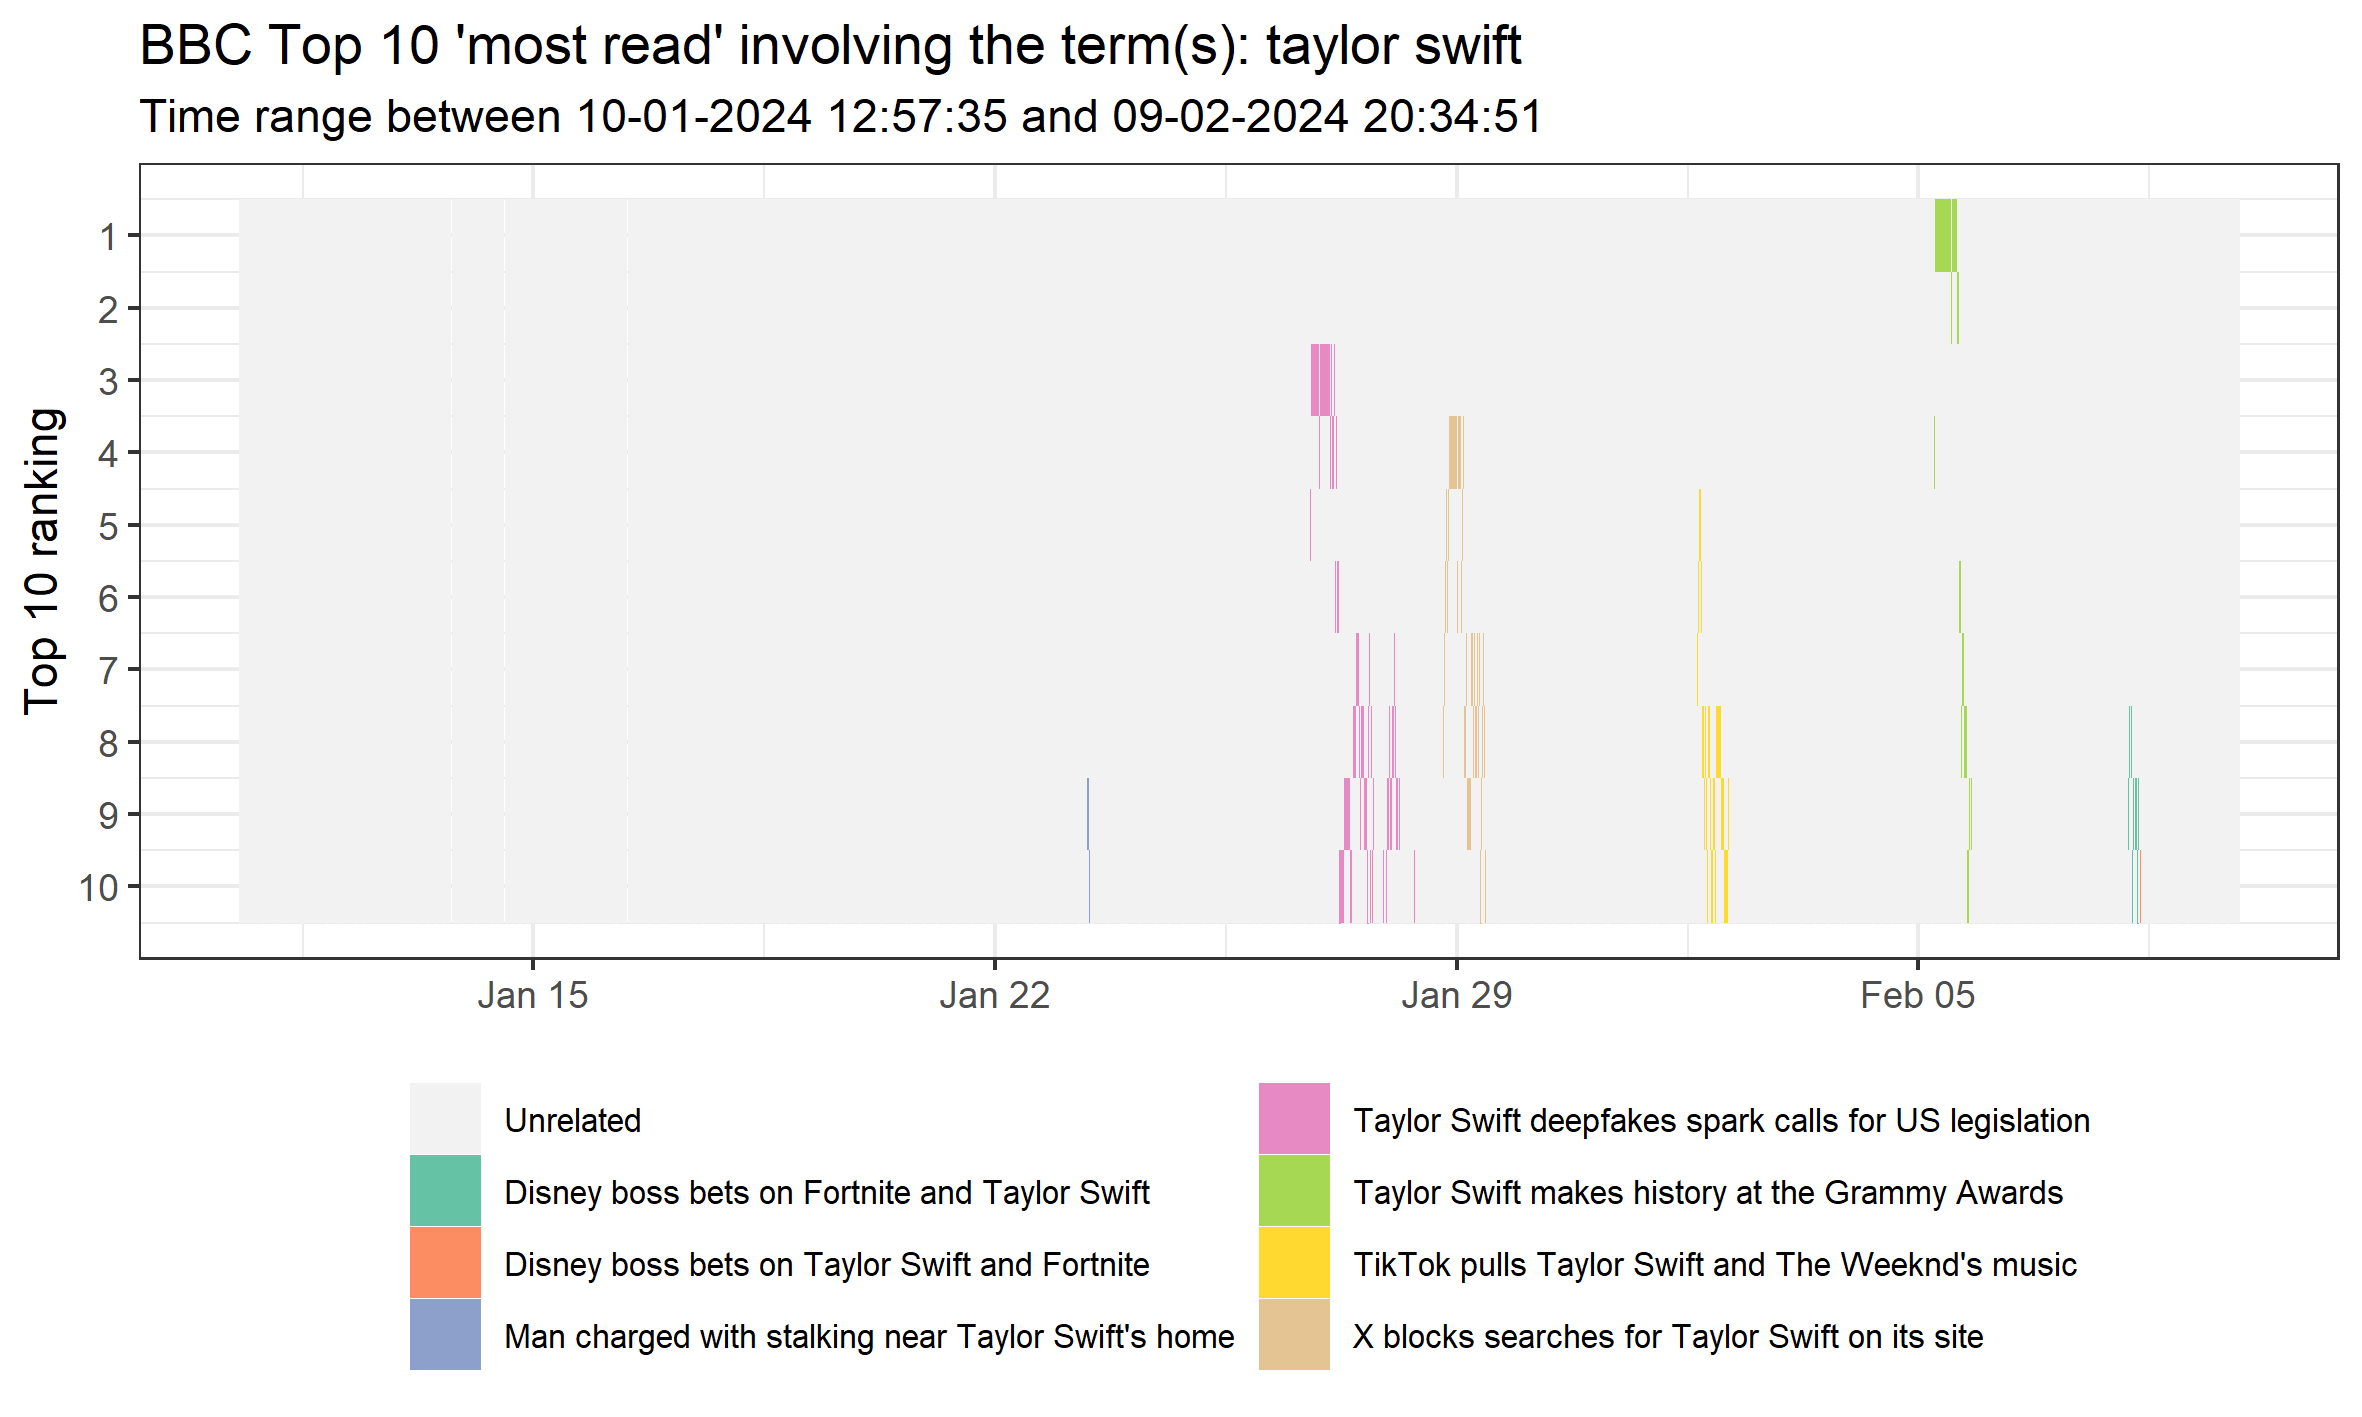 BBC Top 10 'most read' involving the term(s): taylor swift
Time range between 10-01-2024 12:57:35 and 09-02-2024 20:34:51
Top 10 ranking
1
2
3
4
5
6
7
8
9
10
Jan 15
Jan 22
Jan 29
Feb 05
Unrelated
Disney boss bets on Fortnite and Taylor Swift
Disney boss bets on Taylor Swift and Fortnite
Man charged with stalking near Taylor Swift's home
Taylor Swift deepfakes spark calls for US legislation
Taylor Swift makes history at the Grammy Awards
TikTok pulls Taylor Swift and The Weeknd's music
X blocks searches for Taylor Swift on its site